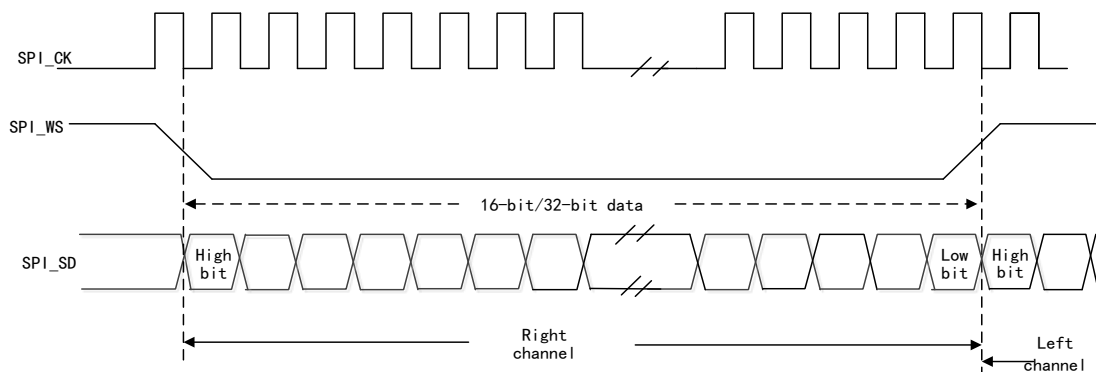 SPI_CK
SPI_WS
16-bit/32-bit data
SPI_SD
High
bit
Low
bit
High
bit
Right
channel
Left
channel